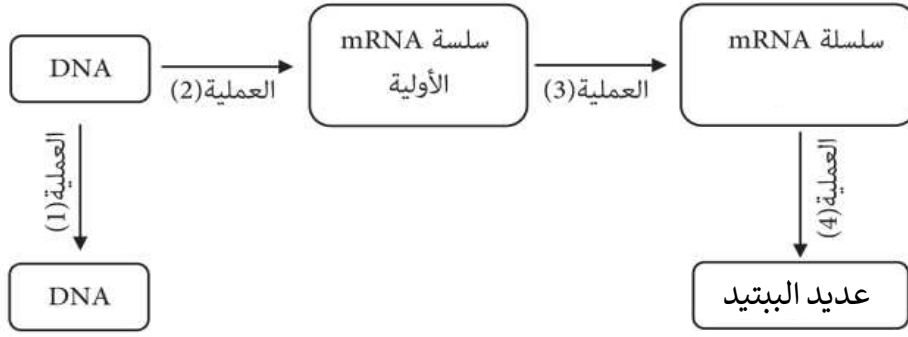 DNA
العملية(2)
سلسة mRNA
الأولية
العملية(3)
سلسلة mRNA
العملية(1)
العملية(4)
DNA
عديد الببتيد